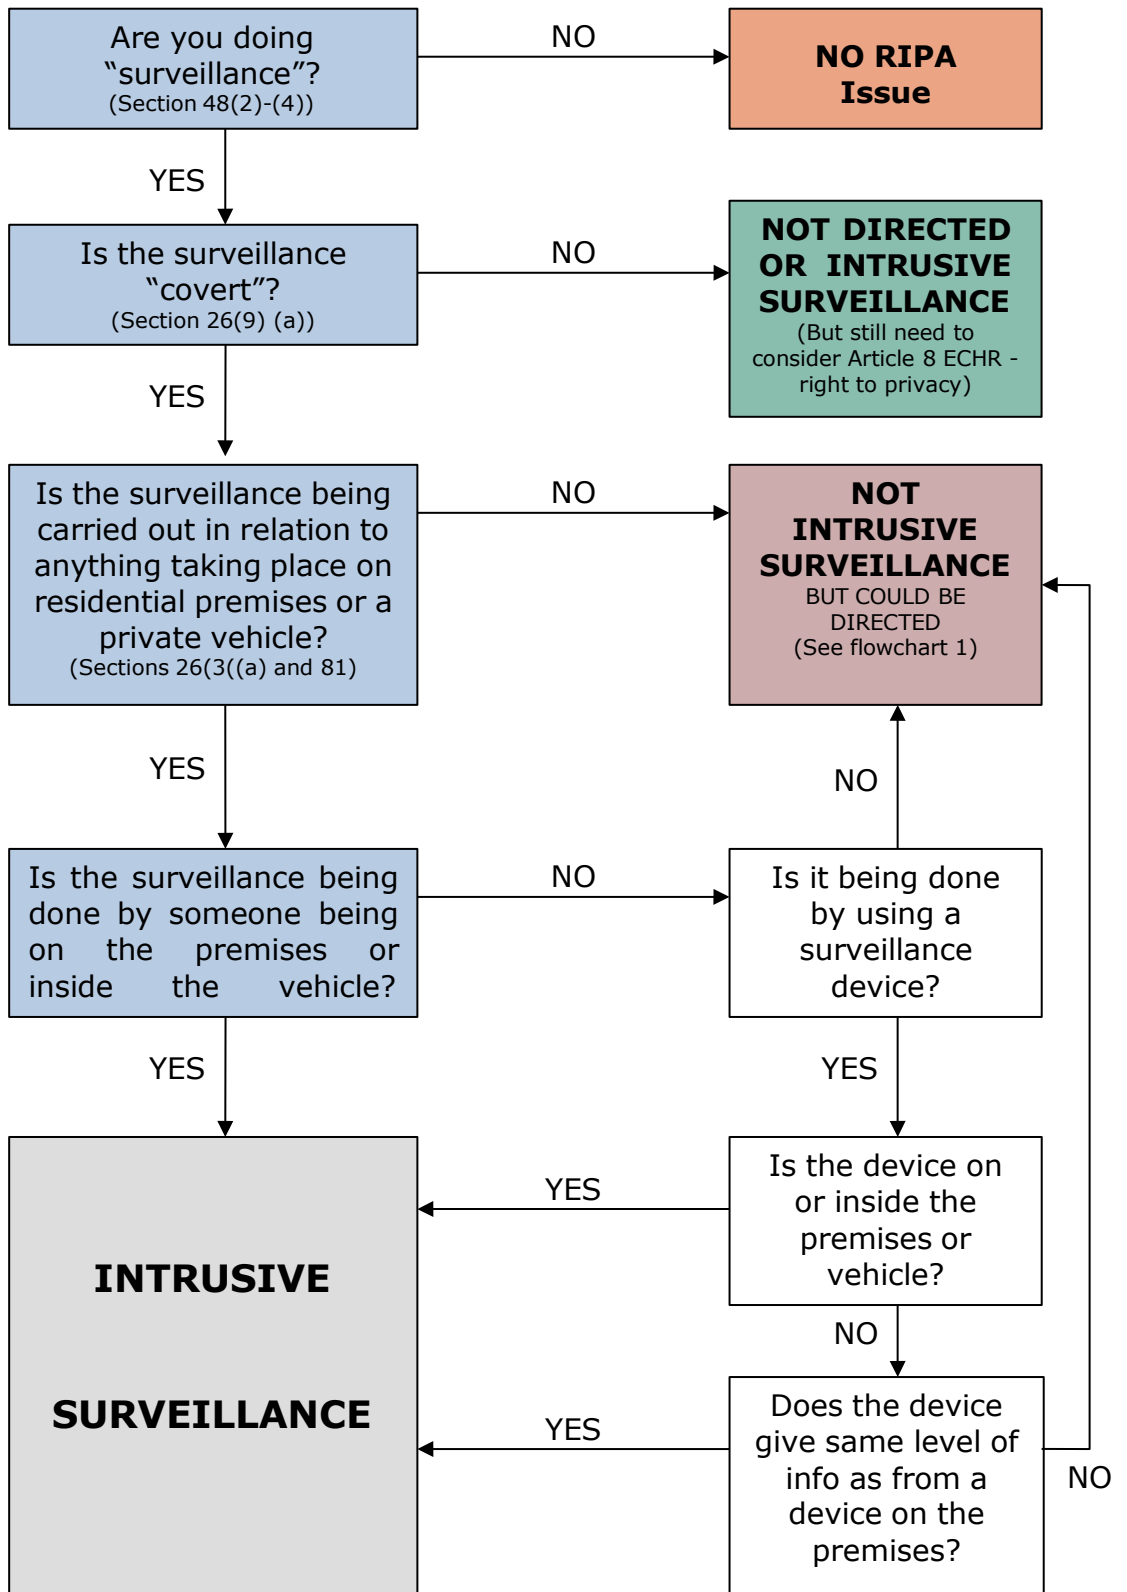 Are you doing
“surveillance”?
(Section 48(2)-(4))
NO
NO RIPA
Issue
YES
Is the surveillance
“covert”?
(Section 26(9) (a))
NO
NOT DIRECTED
OR INTRUSIVE
SURVEILLANCE
(But still need to
consider Article 8 ECHR -
right to privacy)
YES
Is the surveillance being
carried out in relation to
anything taking place on
residential premises or a
private vehicle?
(Sections 26(3((a) and 81)
NO
NOT
INTRUSIVE
SURVEILLANCE
BUT COULD BE
DIRECTED
(See flowchart 1)
YES
NO
Is the surveillance being
done by someone being
on the premises or
inside the vehicle?
NO
Is it being done
by using a
surveillance
device?
YES
YES
INTRUSIVE
SURVEILLANCE
YES
Is the device on
or inside the
premises or
vehicle?
NO
YES
Does the device
give same level of
info as from a
device on the
premises?
NO